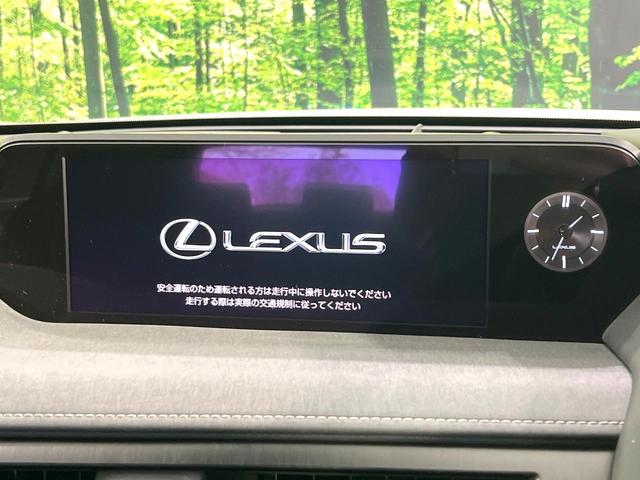 LEXUS
安全運転のため運転される方は走行中に操作しないでください
走行する際は実際の交通規制に従ってください
LEXUS